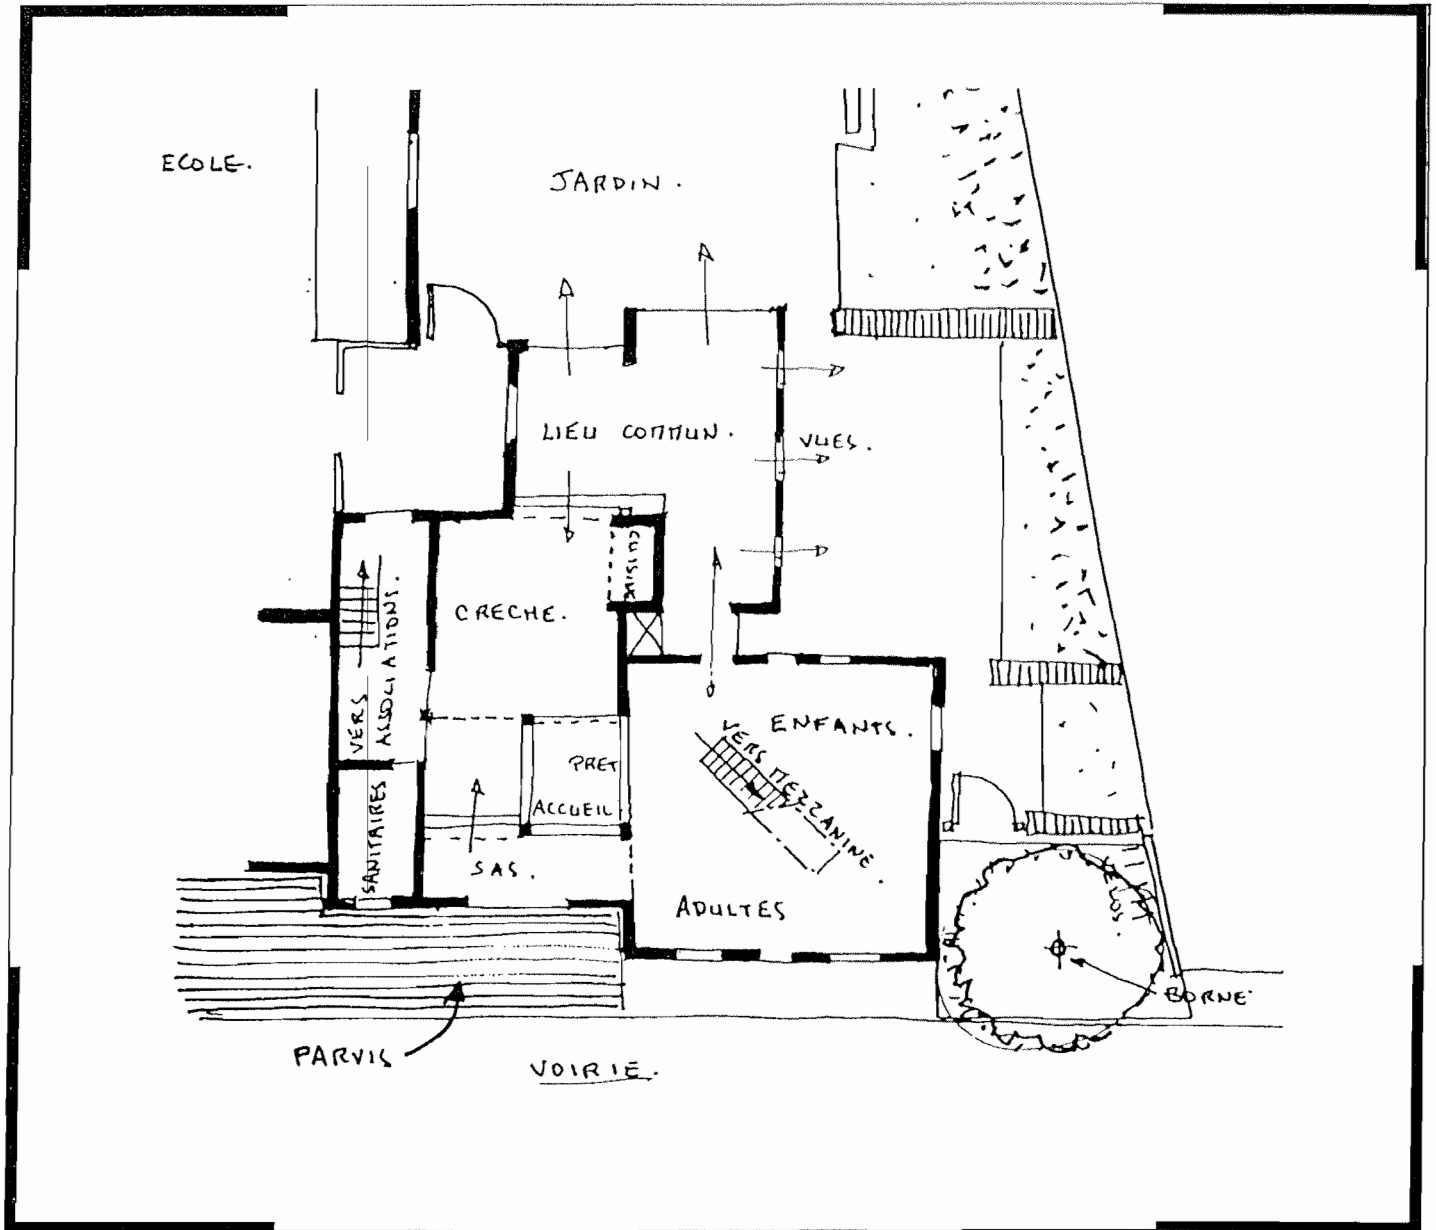 ECOLE.
JARDIN.
LIEU COMMUN.
VUES.
CUISINE
CRECHE.
VERS
ASSOCIATIONS.
ENFANTS.
VERS MEZZANINE.
PRET
ACCUEIL
SANITAIRES
SAS.
ADULTES
BORNE
PARVIS
VOIRIE.